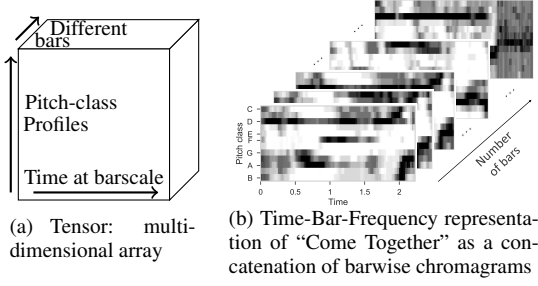 Different
bars
Pitch-class
Profiles
Time at barscale
(a) Tensor: multi-
dimensional array
Pitch class
C
D
E
F
G
A
B
0 0.5 1 1.5 2
Time
...
...
...
Number
of bars
(b) Time-Bar-Frequency representa-
tion of “Come Together” as a con-
catenation of barwise chromagrams